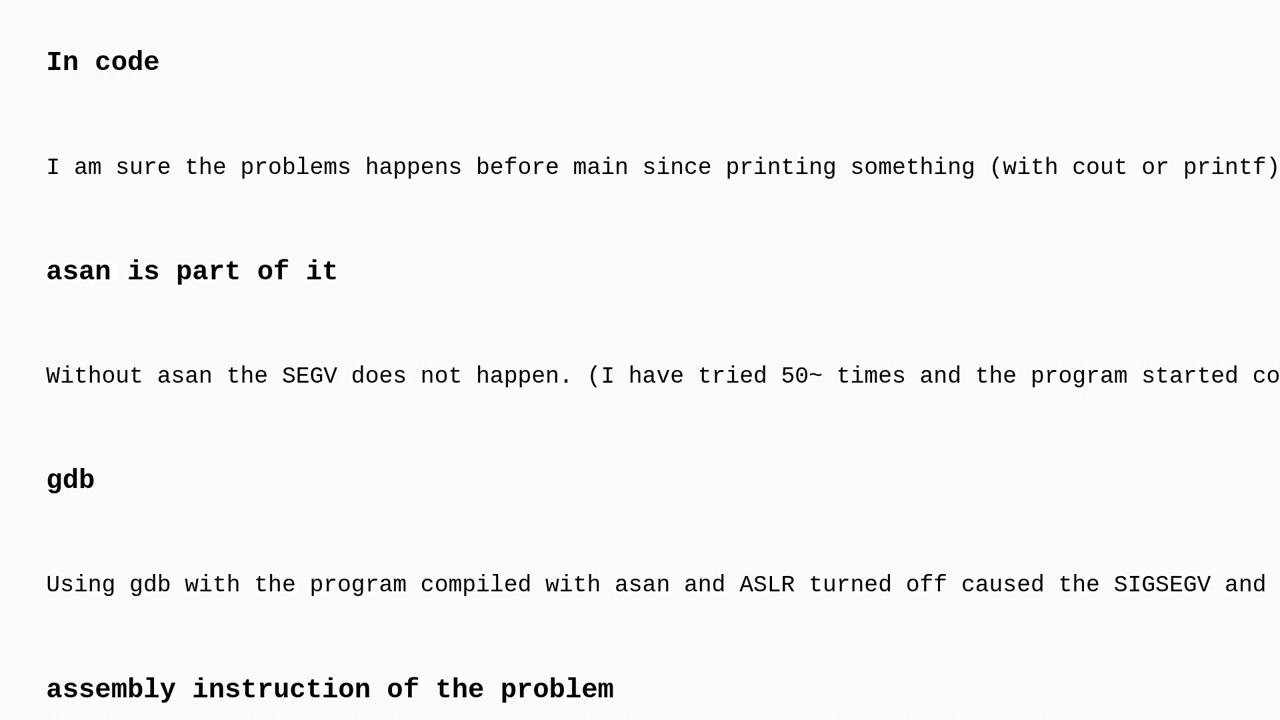 In code
I am sure the problems happens before main since printing something (with cout or printf)
asan is part of it
Without asan the SEGV does not happen. (I have tried 50~ times and the program started co
gdb
Using gdb with the program compiled with asan and ASLR turned off caused the SIGSEGV and
assembly instruction of the problem